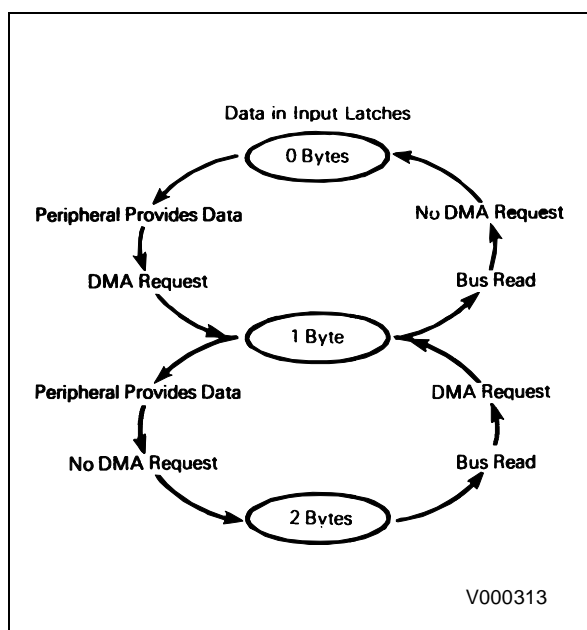 Data in Input Latches
0 Bytes
Peripheral Provides Data
No DMA Request
DMA Request
Bus Read
1 Byte
Peripheral Provides Data
DMA Request
No DMA Request
Bus Read
2 Bytes
V000313